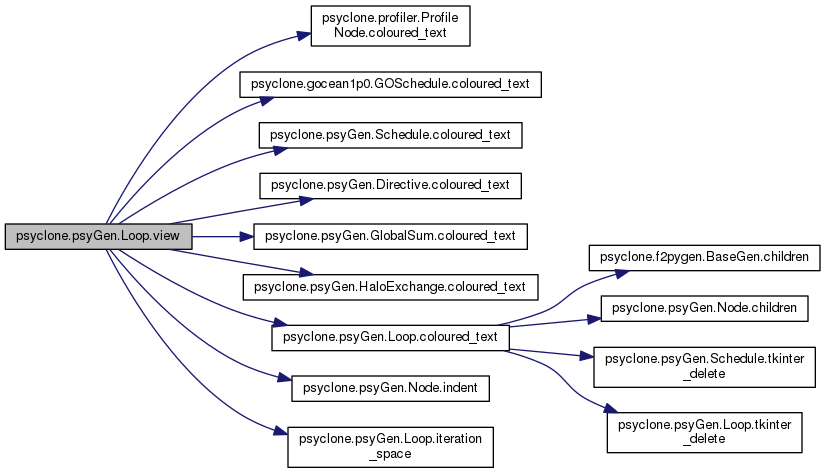 psyclone.profiler.Profile
Node.coloured_text
psyclone.gocean1p0.GOSchedule.coloured_text
psyclone.psyGen.Schedule.coloured_text
psyclone.psyGen.Directive.coloured_text
psyclone.psyGen.Loop.view
psyclone.psyGen.GlobalSum.coloured_text
psyclone.psyGen.HaloExchange.coloured_text
psyclone.psyGen.Loop.coloured_text
psyclone.psyGen.Node.indent
psyclone.psyGen.Loop.iteration
_space
psyclone.f2pygen.BaseGen.children
psyclone.psyGen.Node.children
psyclone.psyGen.Schedule.tkinter
_delete
psyclone.psyGen.Loop.tkinter
_delete